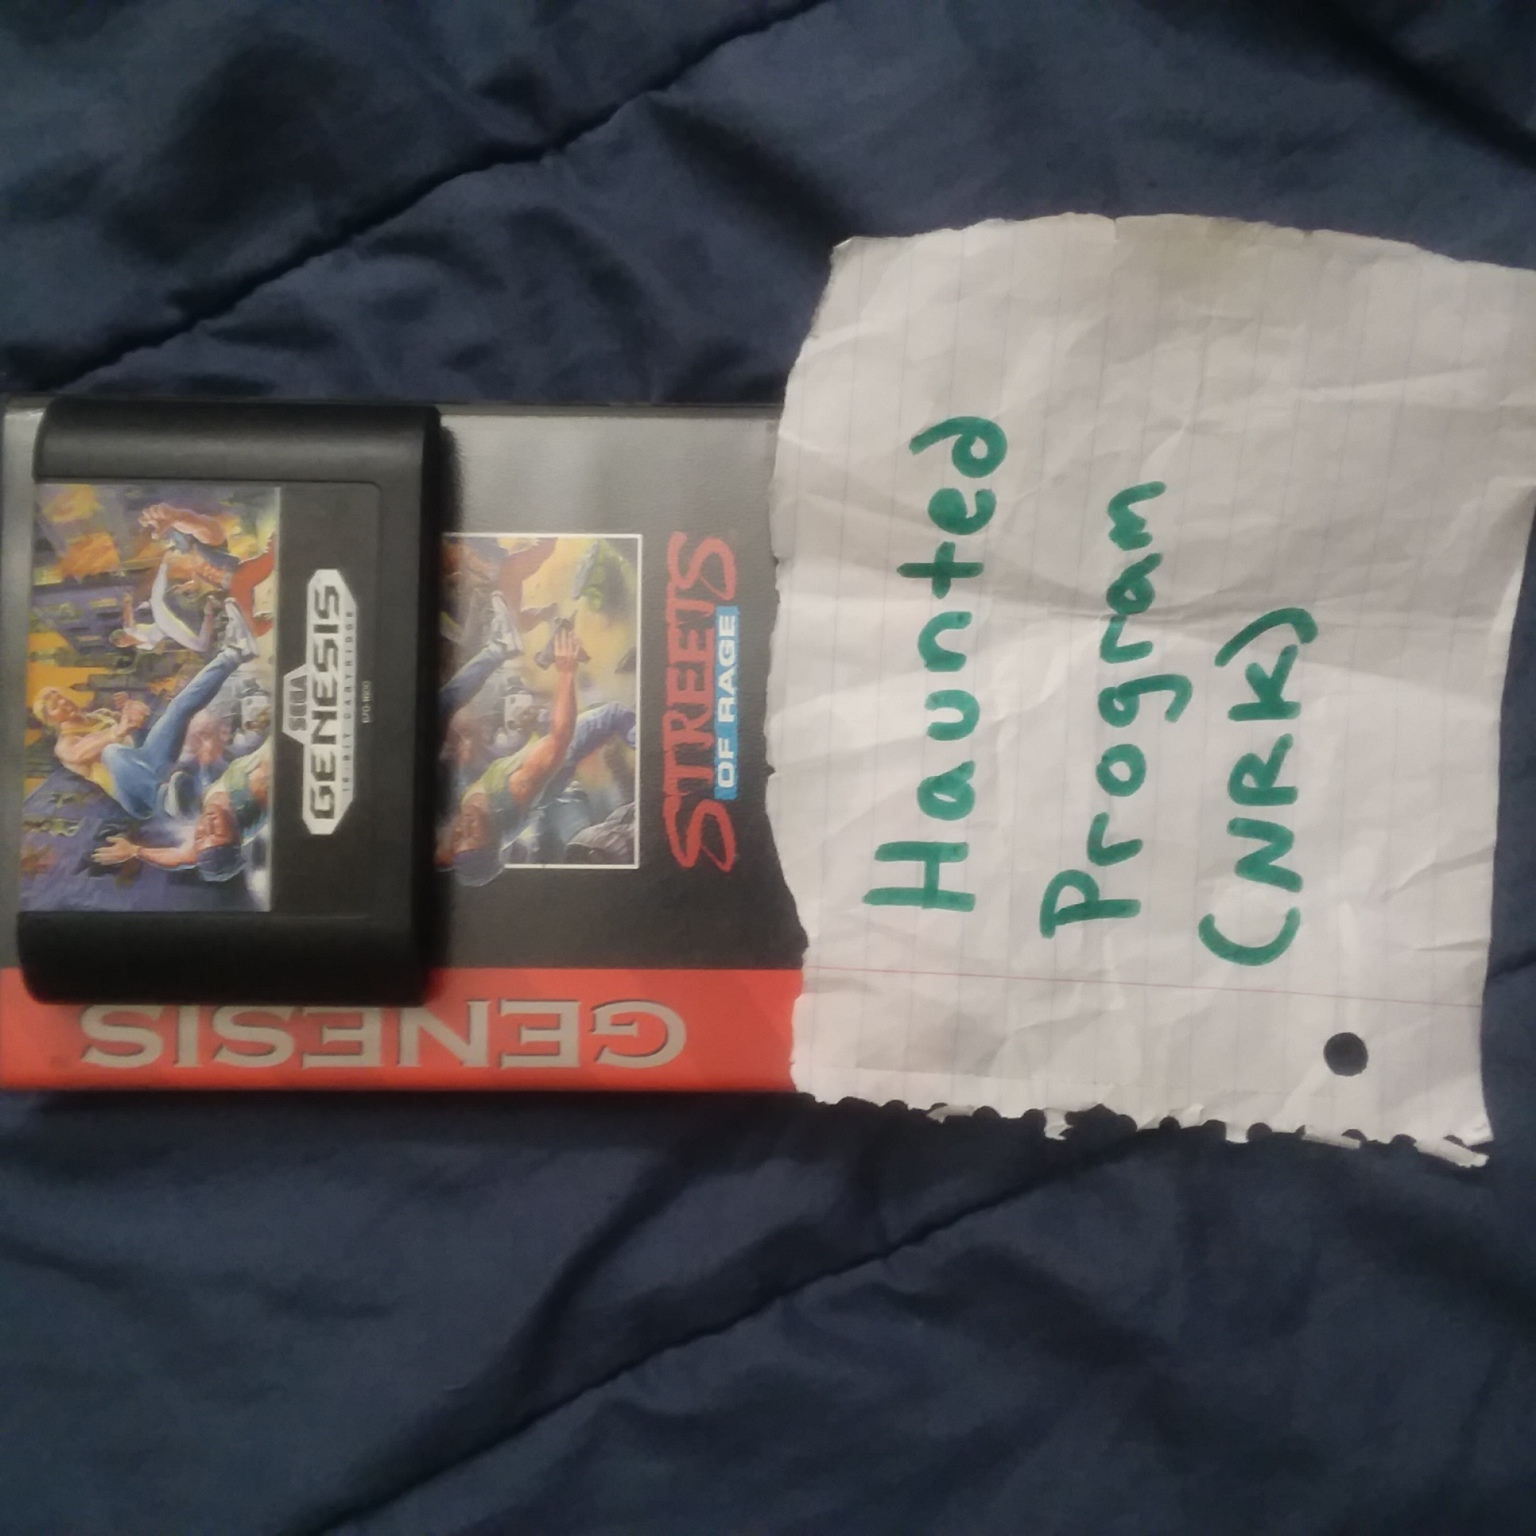 SEGA
GENESIS
16-BIT CARTRIDGE
STREETS
OF RAGE
GENESIS
Haunted
Program
(NRK)